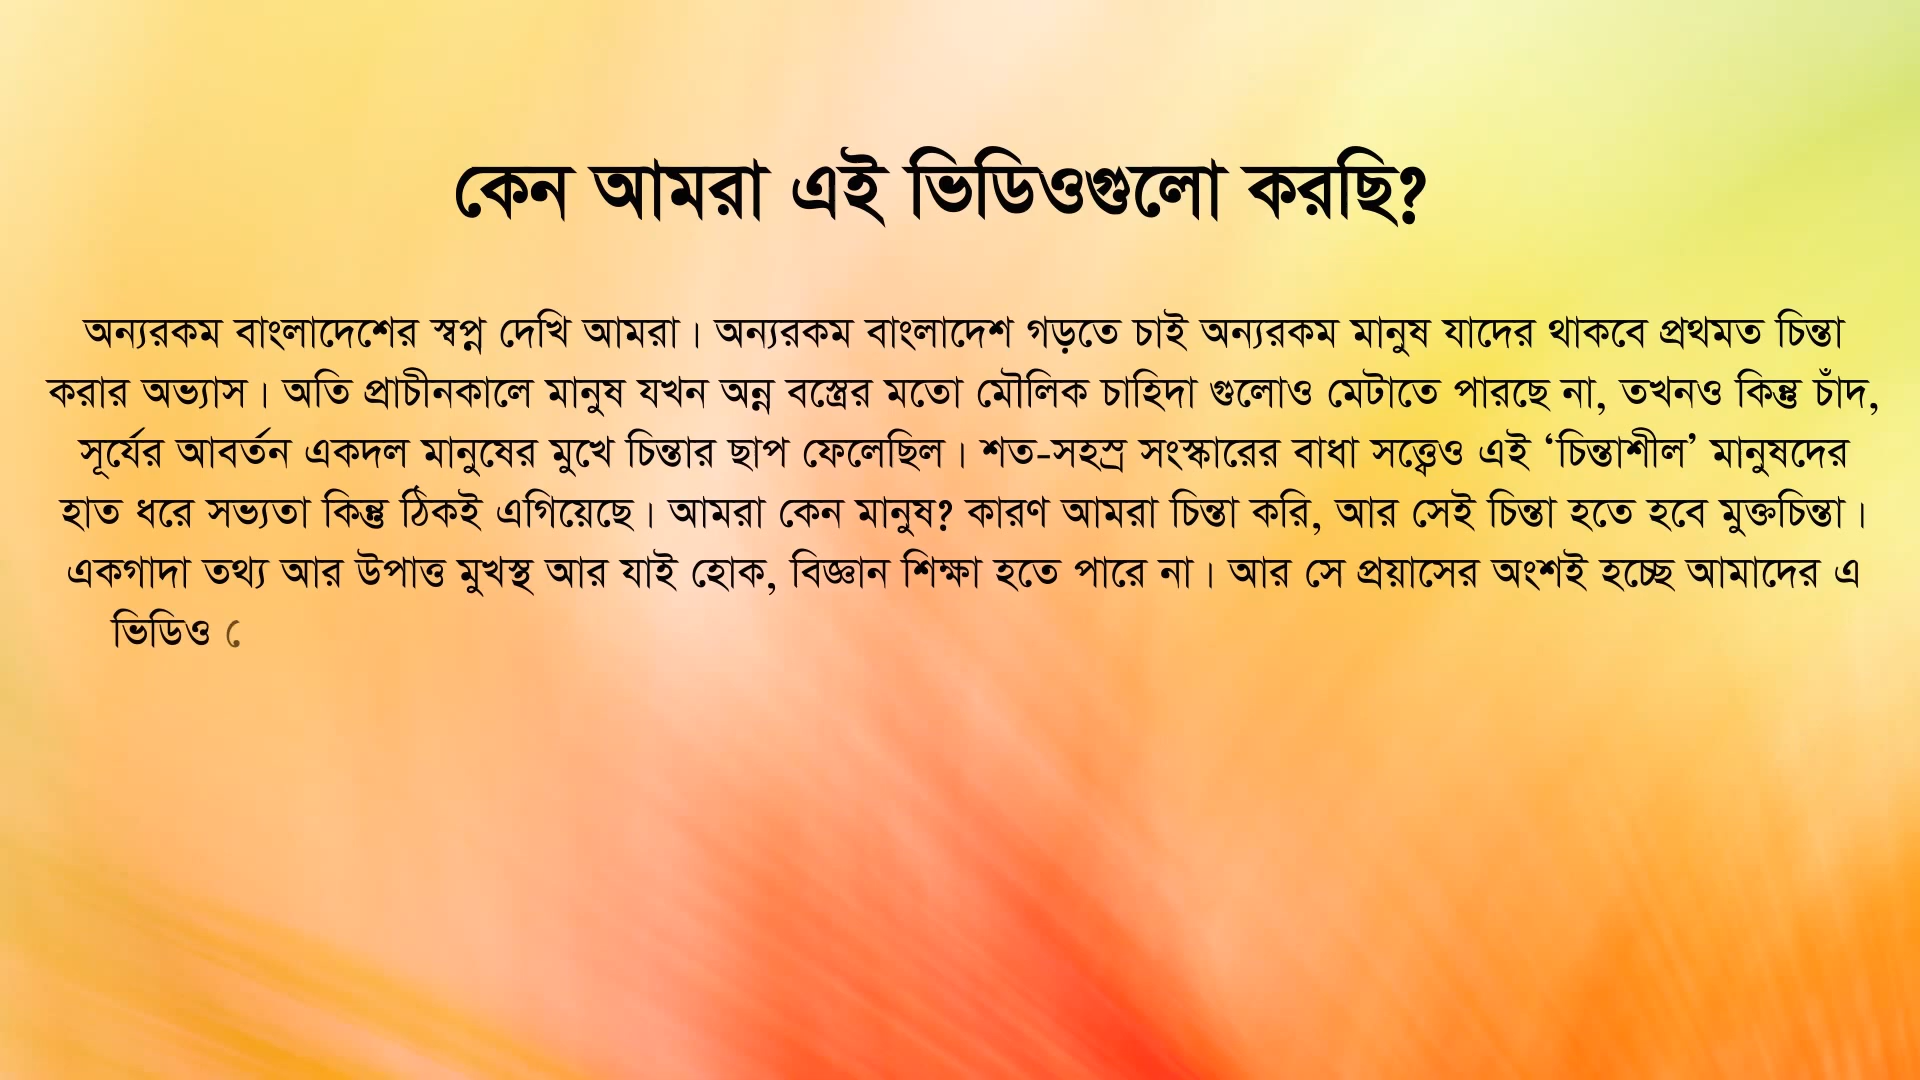 কেন আমরা এই ভিডিওগুলো করছি?
অন্যরকম বাংলাদেশের স্বপ্ন দেখি আমরা। অন্যরকম বাংলাদেশ গড়তে চাই অন্যরকম মানুষ যাদের থাকবে প্রথমত চিন্তা
করার অভ্যাস। অতি প্রাচীনকালে মানুষ যখন অন্ন বস্ত্রের মতো মৌলিক চাহিদা গুলোও মেটাতে পারছে না, তখনও কিন্তু চাঁদ,
সূর্যের আবর্তন একদল মানুষের মুখে চিন্তার ছাপ ফেলেছিল। শত-সহস্র সংস্কারের বাধা সত্ত্বেও এই ‘চিন্তাশীল’ মানুষদের
হাত ধরে সভ্যতা কিন্তু ঠিকই এগিয়েছে। আমরা কেন মানুষ? কারণ আমরা চিন্তা করি, আর সেই চিন্তা হতে হবে মুক্তচিন্তা।
একগাদা তথ্য আর উপাত্ত মুখস্থ আর যাই হোক, বিজ্ঞান শিক্ষা হতে পারে না। আর সে প্রয়াসের অংশই হচ্ছে আমাদের এ
ভিডিও